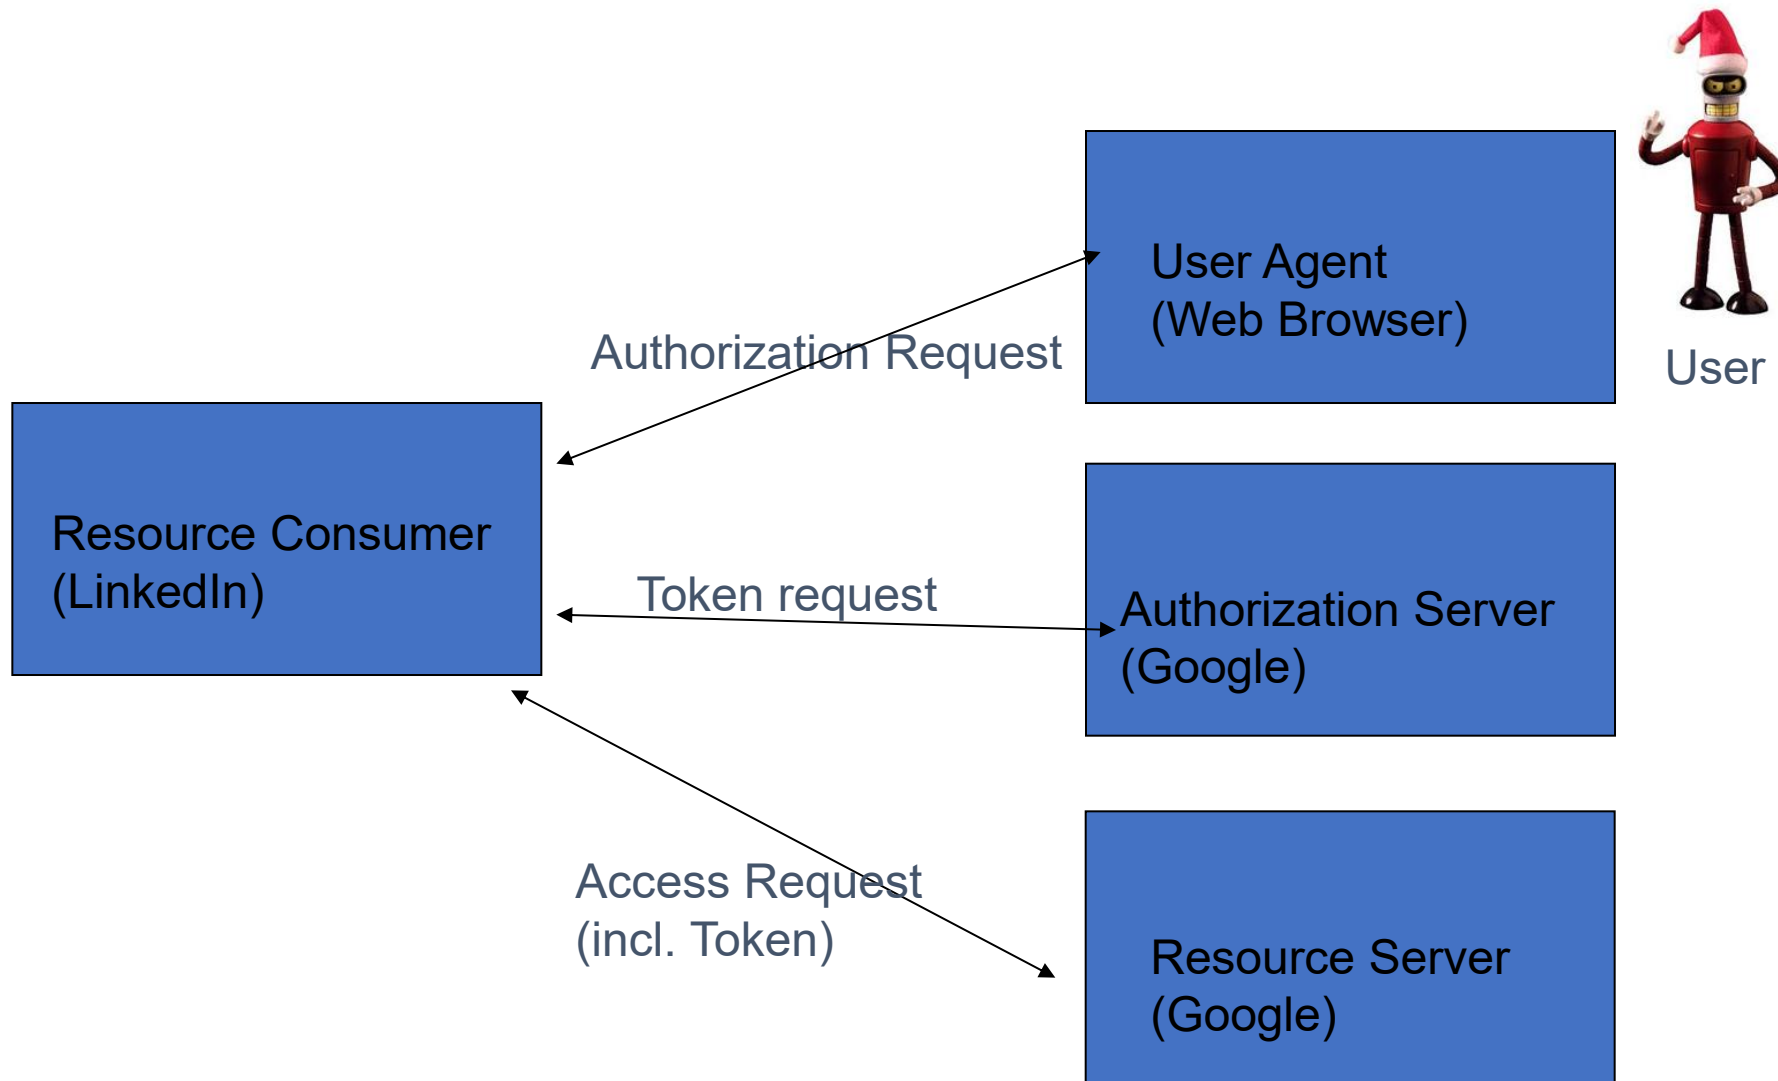 User Agent
(Web Browser)
User
Authorization Request
Resource Consumer
(LinkedIn)
Token request
Authorization Server
(Google)
Access Request
(incl. Token)
Resource Server
(Google)